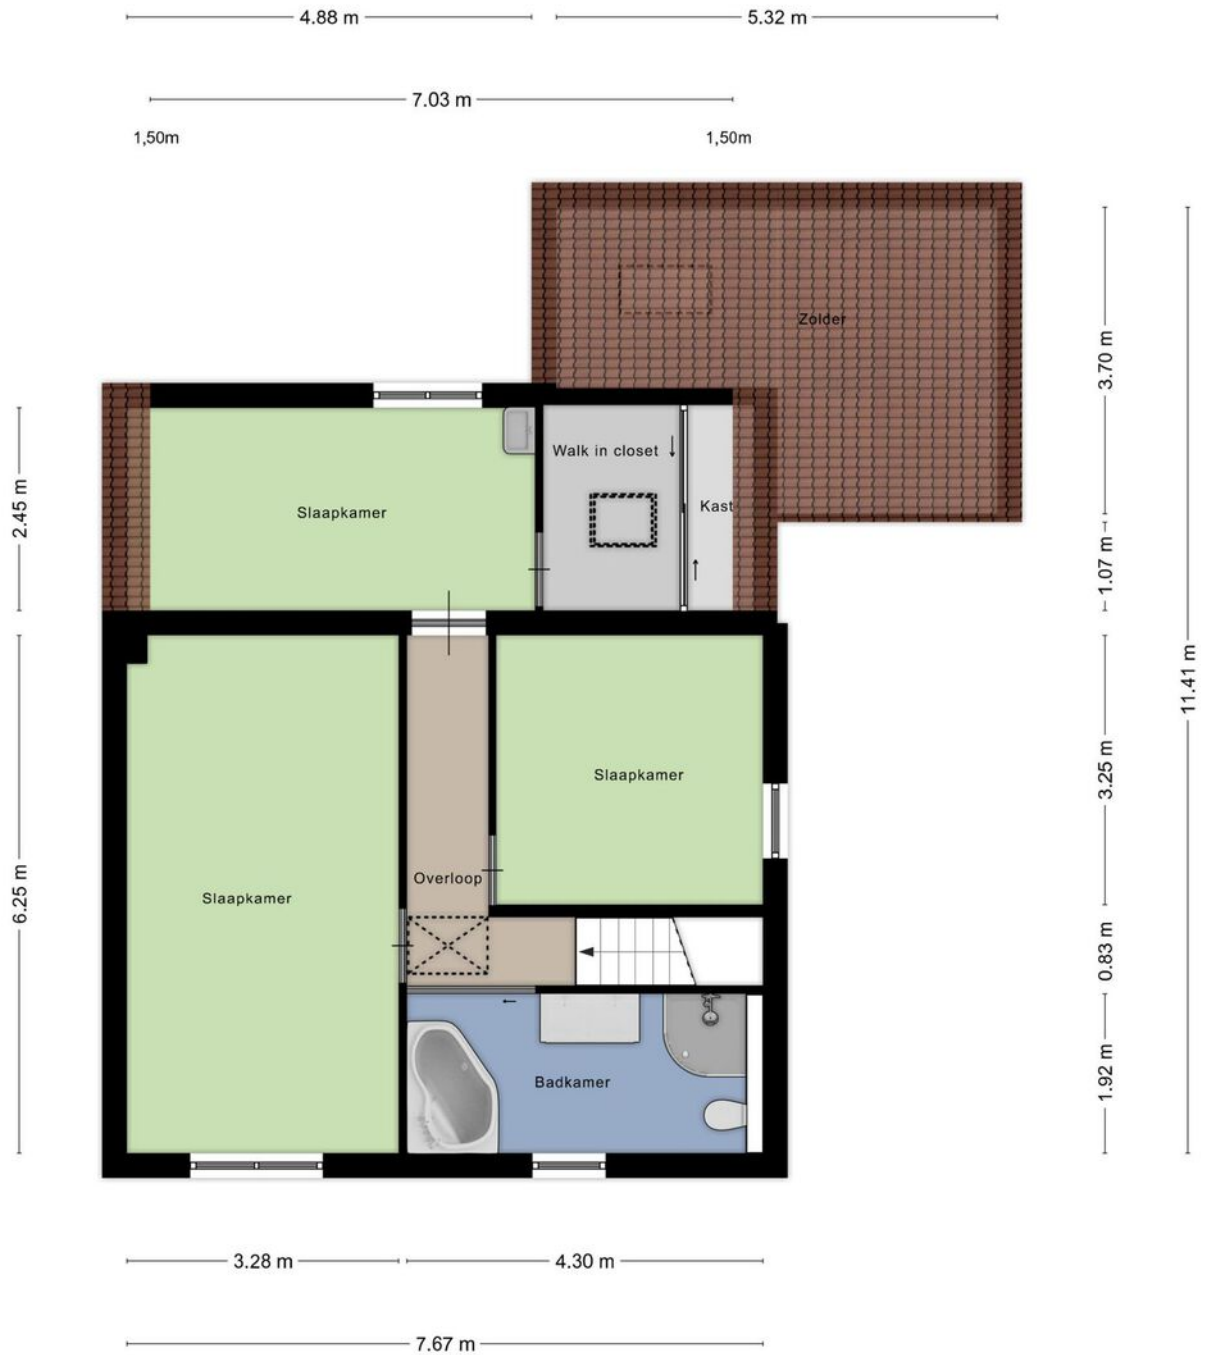 4.88 m
5.32 m
7.03 m
1,50m
1,50m
Zolder
3.70 m
Walk in closet
Kast
Slaapkamer
2.45 m
1.07 m
11.41 m
Slaapkamer
3.25 m
Overloop
Slaapkamer
6.25 m
0.83 m
Badkamer
1.92 m
3.28 m
4.30 m
7.67 m